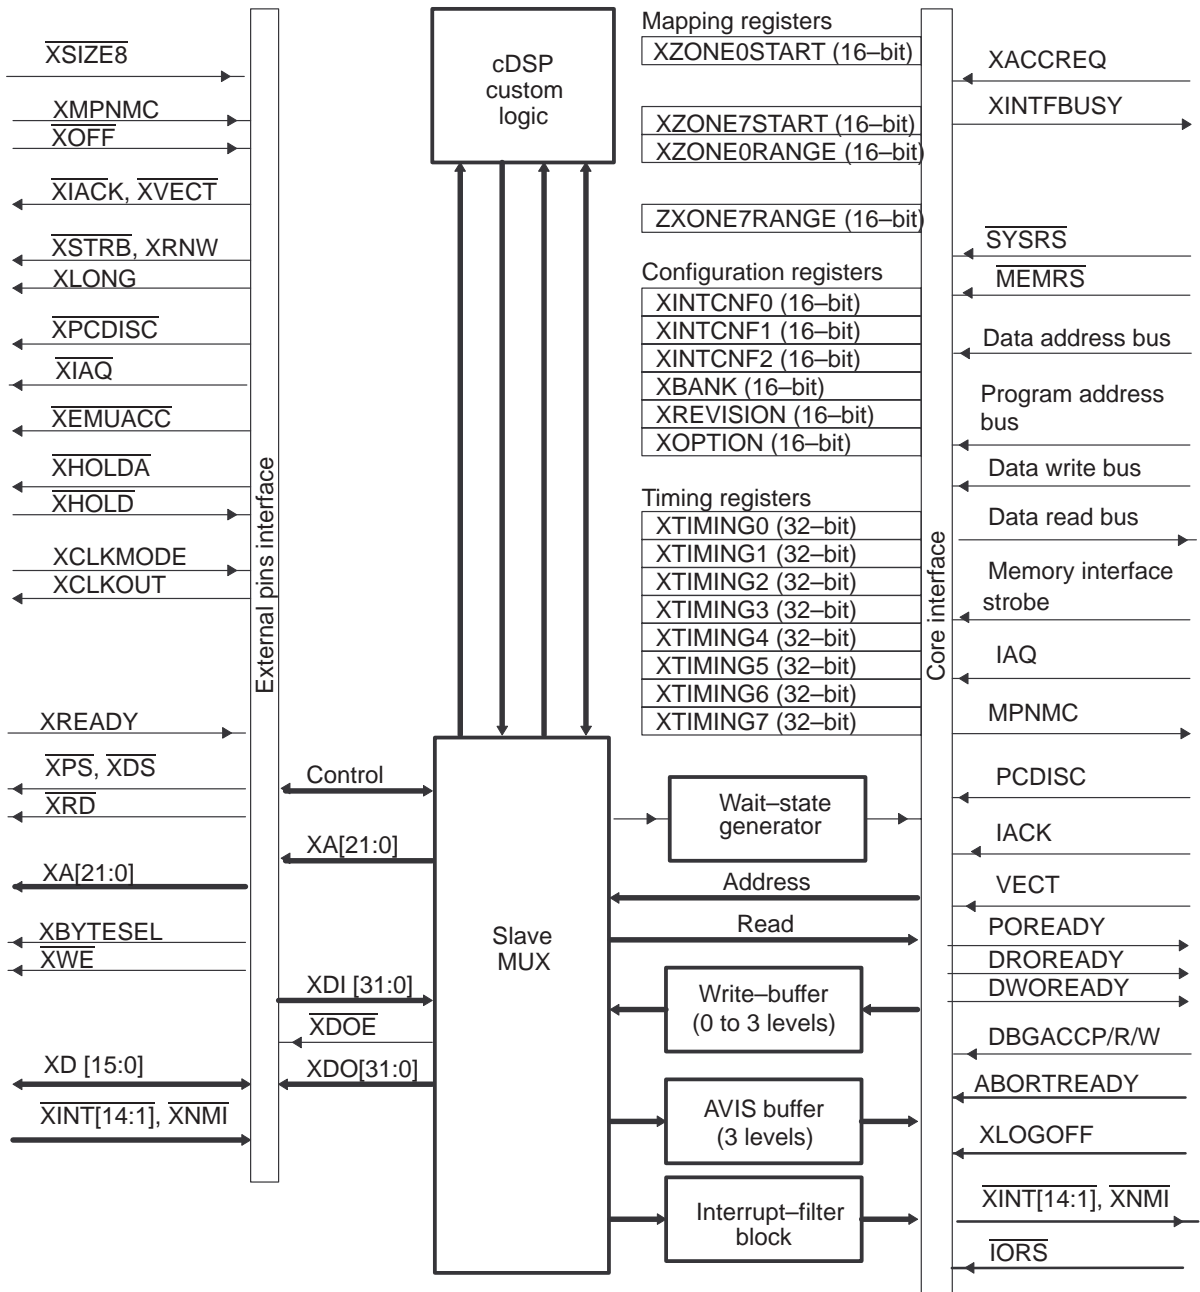 XSIZE8
XMPNMC
XOFF
XIACK, XVECT
XSTRB, XRNW
XLONG
XPCDISC
XIAQ
XEMUACC
XHOLDA
XHOLD
XCLKMODE
XCLKOUT
XREADY
XPS, XDS
XRD
XA[21:0]
XBYTESEL
XWE
XD [15:0]
XINT[14:1], XNMI
External pins interface
cDSP
custom
logic
Control
XA[21:0]
XDI [31:0]
XDOE
XDO[31:0]
Slave
MUX
Mapping registers
XZONE0START (16–bit)
XZONE7START (16–bit)
XZONE0RANGE (16–bit)
ZXONE7RANGE (16–bit)
Configuration registers
XINTCNF0 (16–bit)
XINTCNF1 (16–bit)
XINTCNF2 (16–bit)
XBANK (16–bit)
XREVISION (16–bit)
XOPTION (16–bit)
Timing registers
XTIMING0 (32–bit)
XTIMING1 (32–bit)
XTIMING2 (32–bit)
XTIMING3 (32–bit)
XTIMING4 (32–bit)
XTIMING5 (32–bit)
XTIMING6 (32–bit)
XTIMING7 (32–bit)
Wait–state
generator
Address
Read
Write–buffer
(0 to 3 levels)
AVIS buffer
(3 levels)
Interrupt–filter
block
Core interface
XACCREQ
XINTFBUSY
SYSRS
MEMRS
Data address bus
Program address
bus
Data write bus
Data read bus
Memory interface
strobe
IAQ
MPNMC
PCDISC
IACK
VECT
POREADY
DROREADY
DWOREADY
DBGACCP/R/W
ABORTREADY
XLOGOFF
XINT[14:1], XNMI
IORS